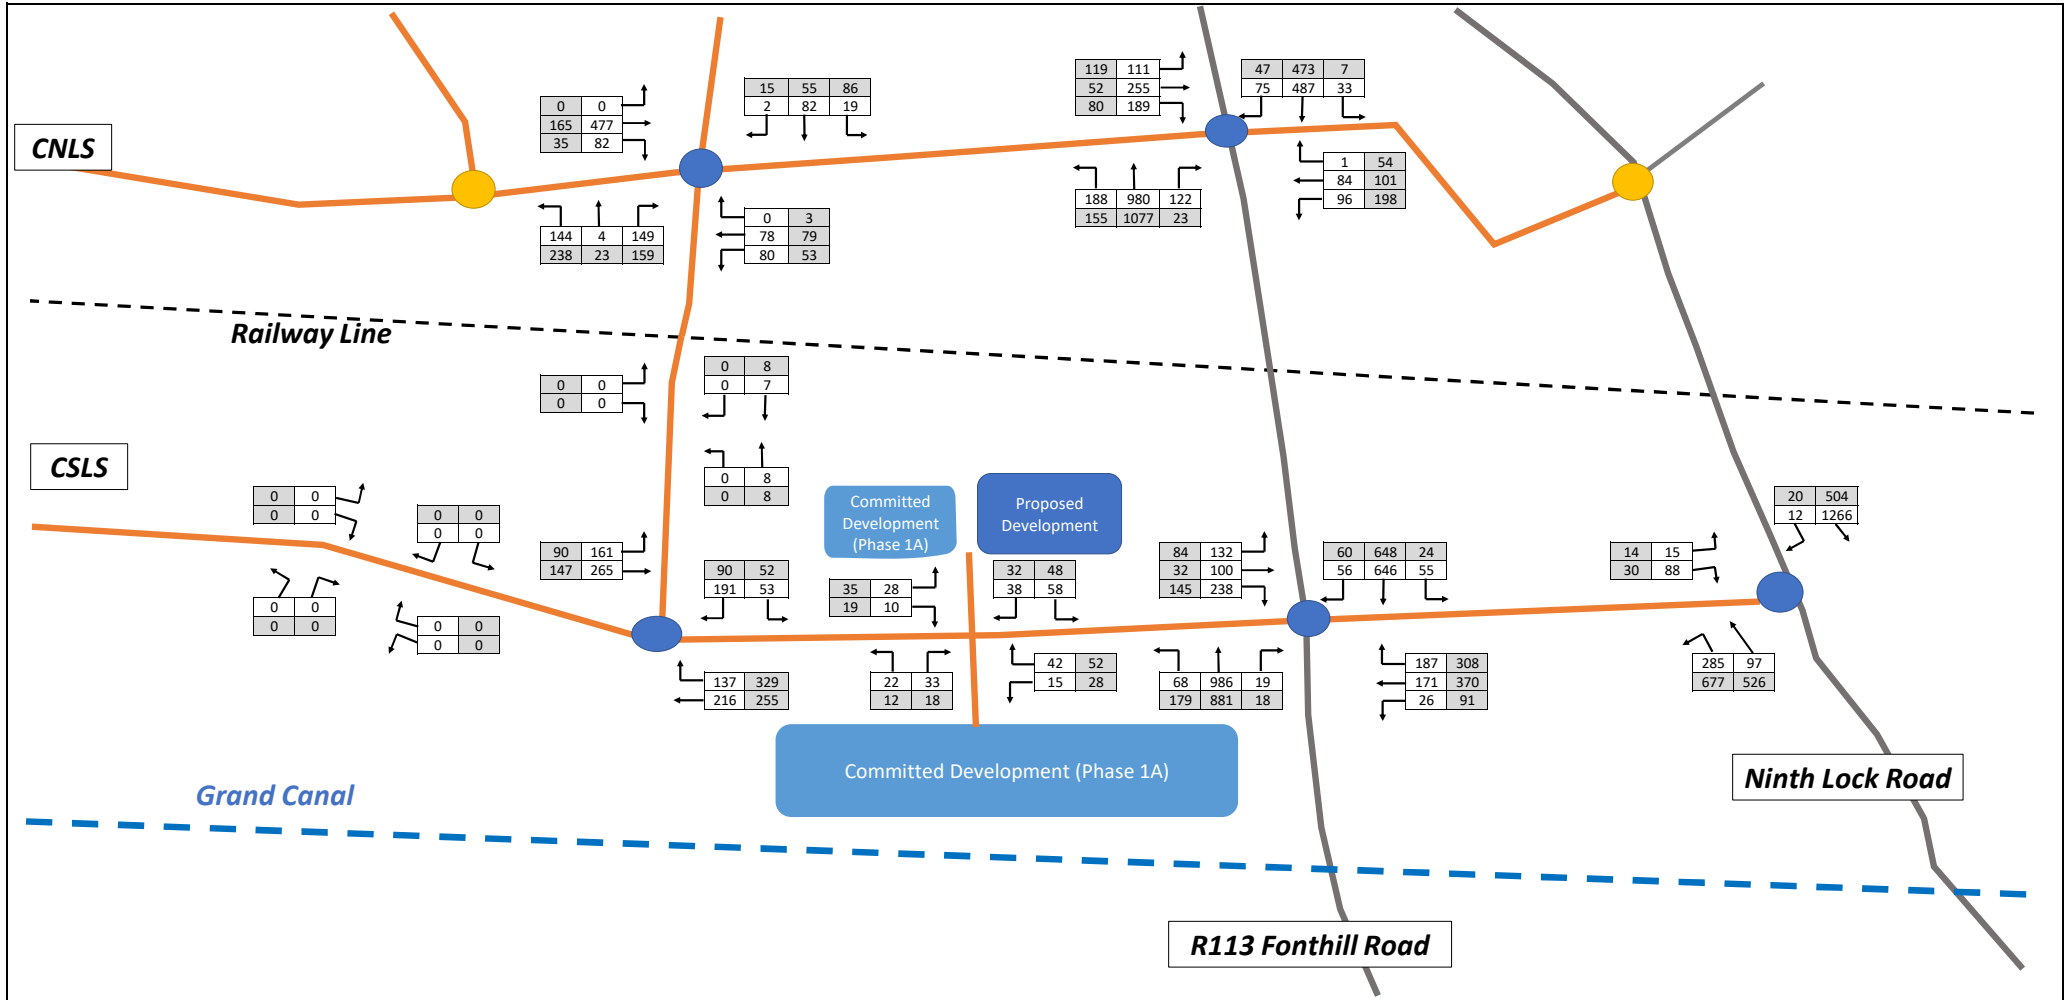 119 111
52 255
80 189
47 473 7
75 487 33
15 55 86
2 82 19
0 0
165 477
35 82
CNLS
1 54
84 101
96 198
188 980 122
155 1077 23
0 3
78 79
80 53
144 4 149
238 23 159
Railway Line
0 8
0 7
0 0
0 0
CSLS
0 8
0 8
Committed
Development
(Phase 1A)
Proposed
Development
0 0
0 0
0 0
0 0
20 504
12 1266
90 161
147 265
84 132
32 100
145 238
60 648 24
56 646 55
14 15
30 88
90 52
191 53
35 28
19 10
32 48
38 58
0 0
0 0
0 0
0 0
137 329
216 255
22 33
12 18
42 52
15 28
68 986 19
179 881 18
187 308
171 370
26 91
285 97
677 526
Committed Development (Phase 1A)
Ninth Lock Road
Grand Canal
R113 Fonthill Road